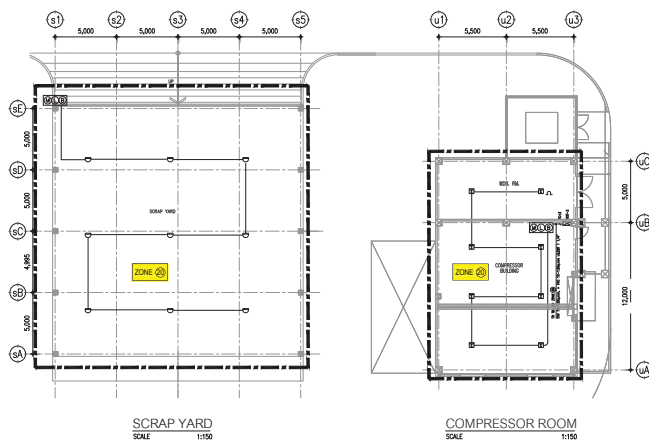 s1 s2 s3 s4 s5
5,000 5,000 5,000 5,000
u1 u2 u3
5,500 5,500
UP
sE
M L B
5,000
sD
5,000
SCRAP YARD
sC
4,995
ZONE 20
sB
5,000
sA
uC
5,000
uB
M L B
COMPRESSOR
BUILDING
ZONE 20
12,000
uA
SCRAP YARD
SCALE 1:150
COMPRESSOR ROOM
SCALE 1:150